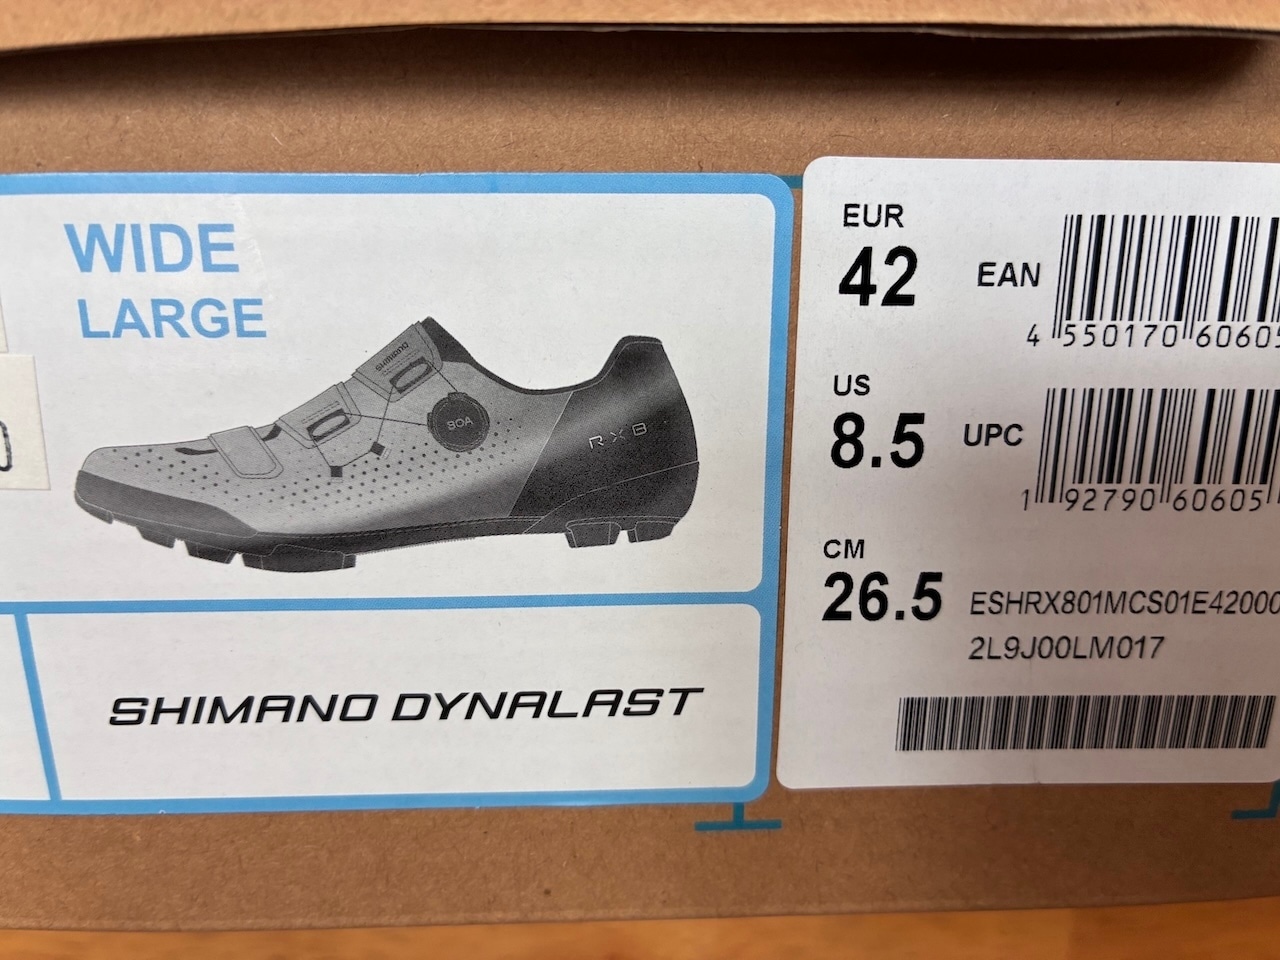 WIDE
LARGE
SHIMANO
BOA
RX8
SHIMANO DYNALAST
EUR
42
EAN
4 550170 60605
US
8.5
UPC
1 92790 60605
CM
26.5
ESHRX801MCS01E42000
2L9J00LM017